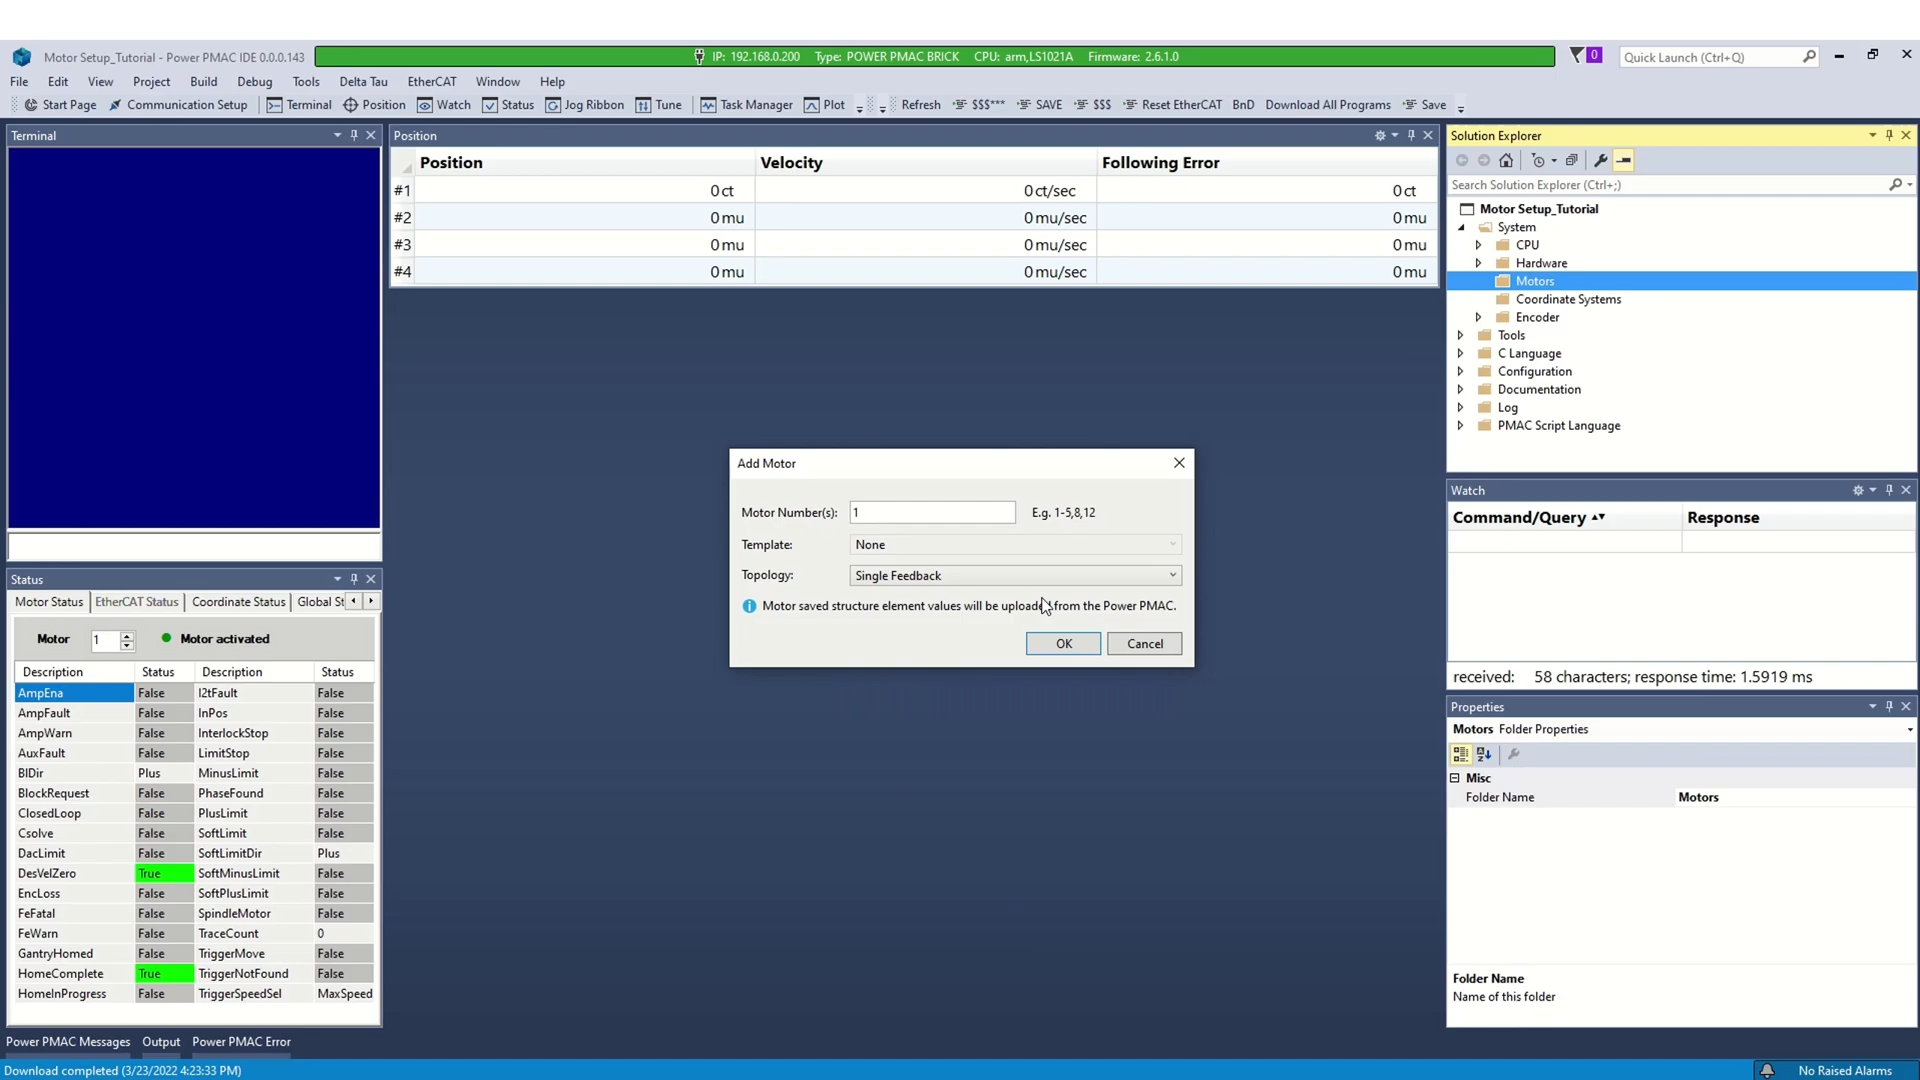 Motor Setup_Tutorial - Power PMAC IDE 0.0.0.143
IP: 192.168.0.200 Type: POWER PMAC BRICK CPU: arm,LS1021A Firmware: 2.6.1.0
0
Quick Launch (Ctrl+Q)
File Edit View Project Build Debug Tools Delta Tau EtherCAT Window Help
Start Page Communication Setup Terminal Position Watch Status Jog Ribbon Tune Task Manager Plot Refresh $$$*** SAVE $$$ Reset EtherCAT BnD Download All Programs Save
Terminal
Position
Position Velocity Following Error
#1 0 ct 0 ct/sec 0 ct
#2 0 mu 0 mu/sec 0 mu
#3 0 mu 0 mu/sec 0 mu
#4 0 mu 0 mu/sec 0 mu
Solution Explorer
Search Solution Explorer (Ctrl+;)
Motor Setup_Tutorial
System
CPU
Hardware
Motors
Coordinate Systems
Encoder
Tools
C Language
Configuration
Documentation
Log
PMAC Script Language
Add Motor
Motor Number(s): 1 E.g. 1-5,8,12
Template: None
Topology: Single Feedback
Motor saved structure element values will be uploaded from the Power PMAC.
OK Cancel
Watch
Command/Query Response
received: 58 characters; response time: 1.5919 ms
Properties
Motors Folder Properties
Misc
Folder Name Motors
Folder Name
Name of this folder
Status
Motor Status EtherCAT Status Coordinate Status Global St
Motor 1 Motor activated
Description Status Description Status
AmpEna False I2tFault False
AmpFault False InPos False
AmpWarn False InterlockStop False
AuxFault False LimitStop False
BlDir Plus MinusLimit False
BlockRequest False PhaseFound False
ClosedLoop False PlusLimit False
Csolve False SoftLimit False
DacLimit False SoftLimitDir Plus
DesVelZero True SoftMinusLimit False
EncLoss False SoftPlusLimit False
FeFatal False SpindleMotor False
FeWarn False TraceCount 0
GantryHomed False TriggerMove False
HomeComplete True TriggerNotFound False
HomeInProgress False TriggerSpeedSel MaxSpeed
Power PMAC Messages Output Power PMAC Error
Download completed (3/23/2022 4:23:33 PM)
No Raised Alarms